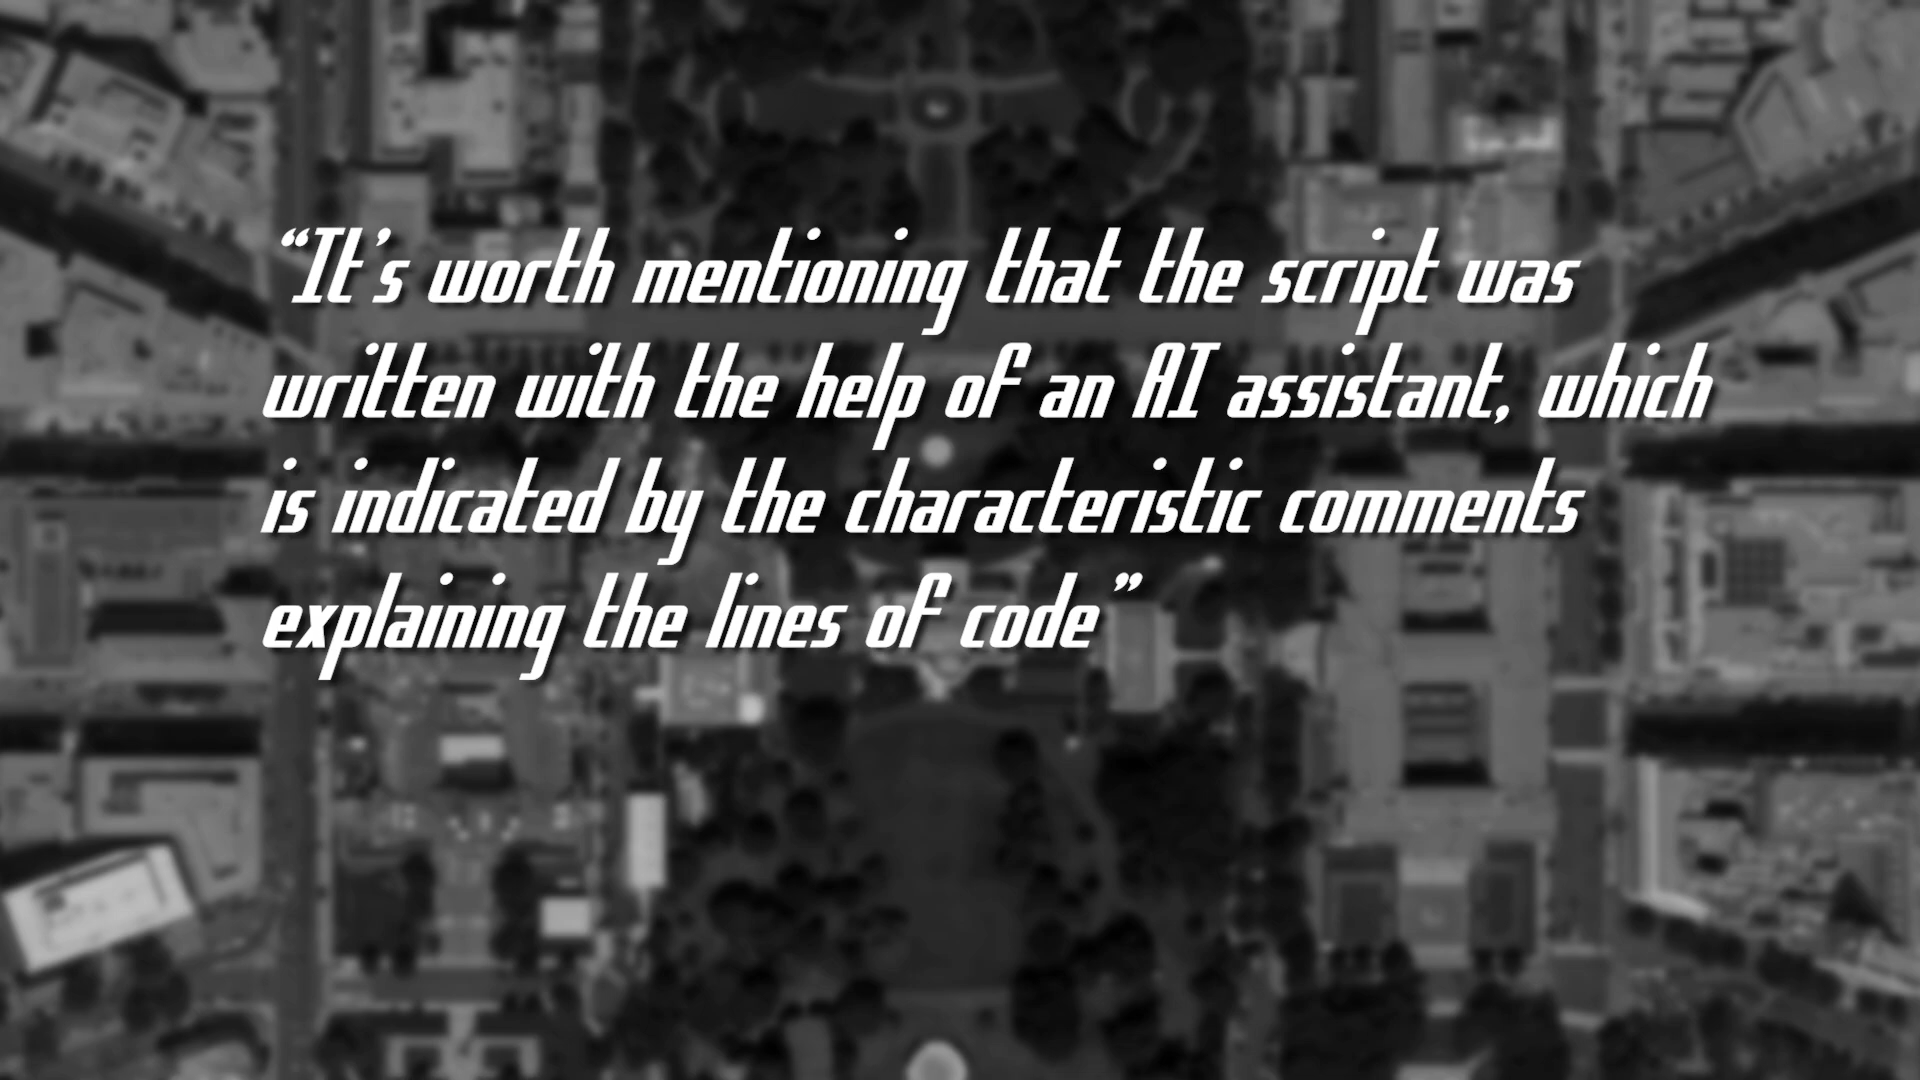 “It’s worth mentioning that the script was
written with the help of an AI assistant, which
is indicated by the characteristic comments
explaining the lines of code”